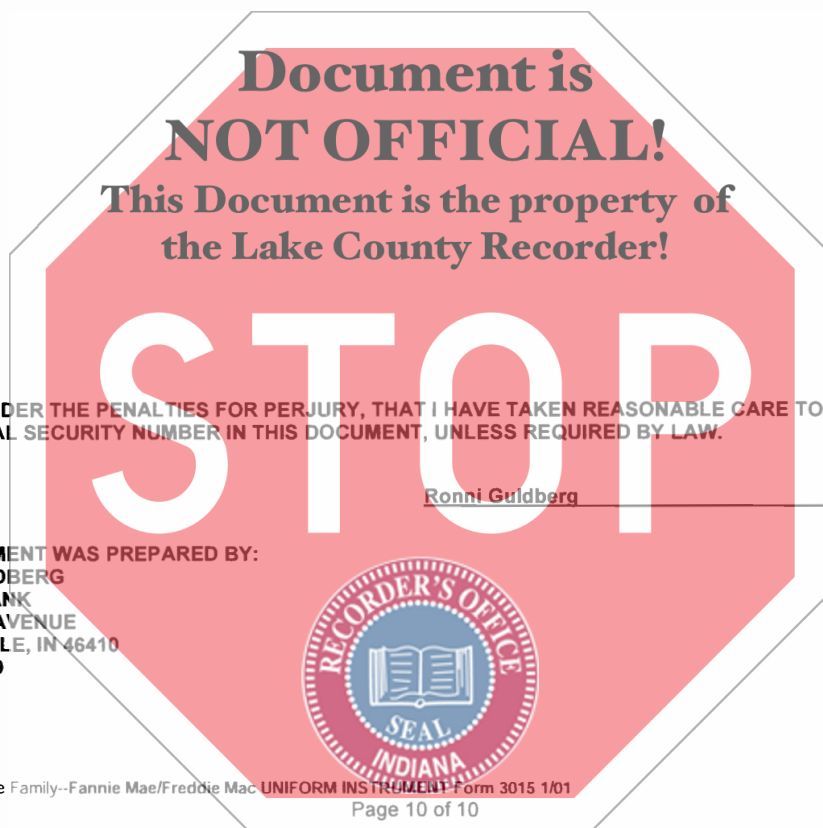 Document is
NOT OFFICIAL!
This Document is the property of
the Lake County Recorder!
STOP
DER THE PENALTIES FOR PERJURY, THAT I HAVE TAKEN REASONABLE CARE TO
AL SECURITY NUMBER IN THIS DOCUMENT, UNLESS REQUIRED BY LAW.
Ronni Guldberg
MENT WAS PREPARED BY:
DBERG
NK
AVENUE
LE, IN 46410
RECORDER'S OFFICE
SEAL
INDIANA
e Family--Fannie Mae/Freddie Mac UNIFORM INSTRUMENT Form 3015 1/01
Page 10 of 10